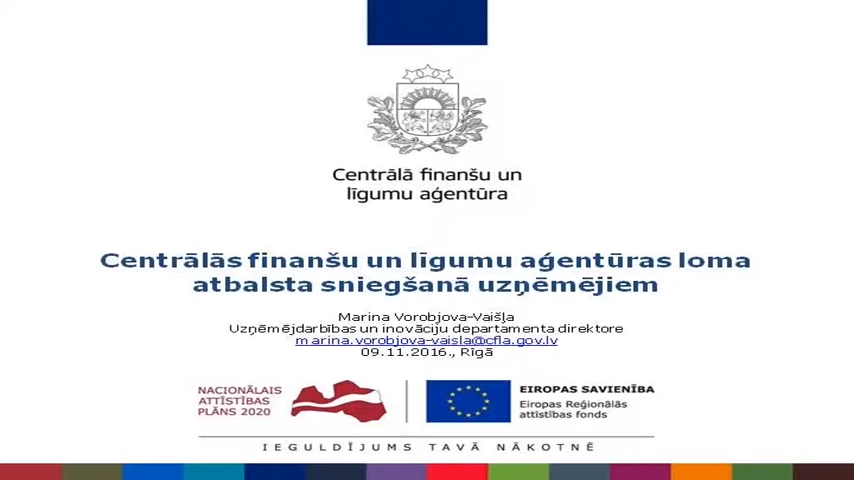 Centrālā finanšu un
līgumu aģentūra
Centrālās finanšu un līgumu aģentūras loma
atbalsta sniegšanā uzņēmējiem
Marina Vorobjova-Vaišļa
Uzņēmējdarbības un inovāciju departamenta direktore
marina.vorobjova-vaisla@cfla.gov.lv
09.11.2016., Rīgā
NACIONĀLAIS
ATTĪSTĪBAS
PLĀNS 2020
EIROPAS SAVIENĪBA
Eiropas Reģionālās
attīstības fonds
IEGULDĪJUMS TAVĀ NĀKOTNĒ